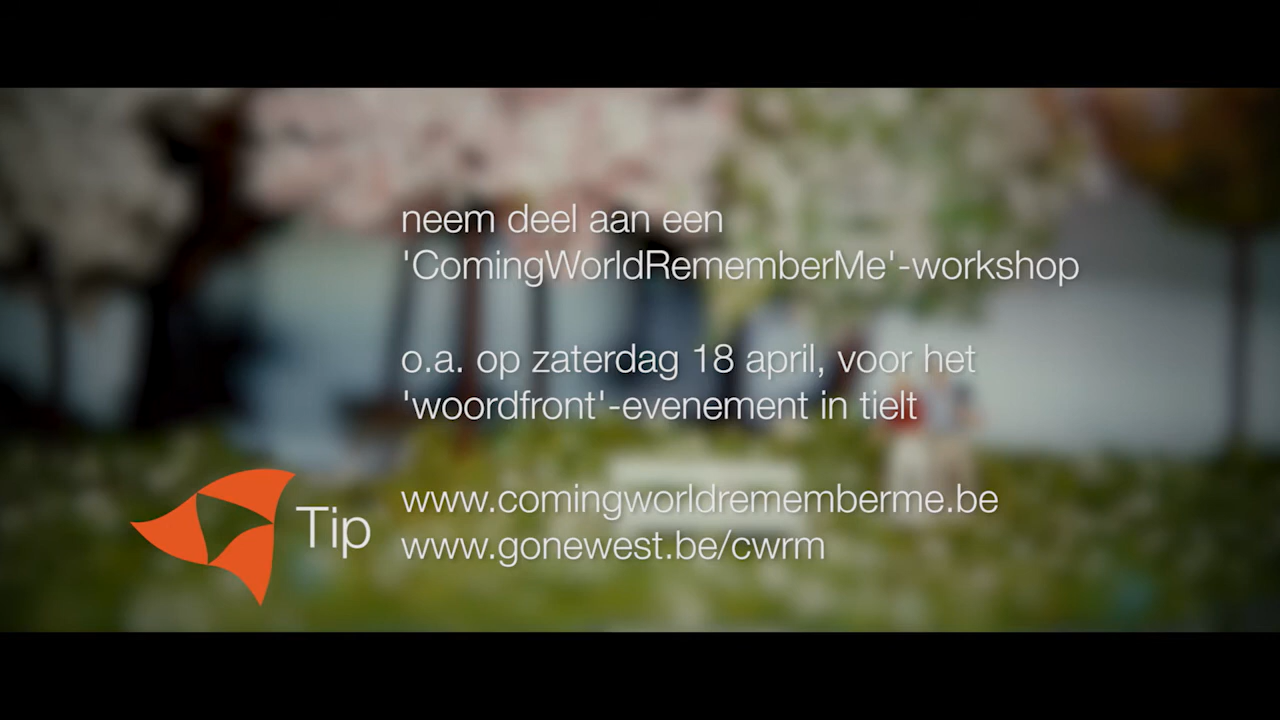 neem deel aan een
'ComingWorldRememberMe'-workshop
o.a. op zaterdag 18 april, voor het
'woordfront'-evenement in tielt
Tip
www.comingworldrememberme.be
www.gonewest.be/cwrm